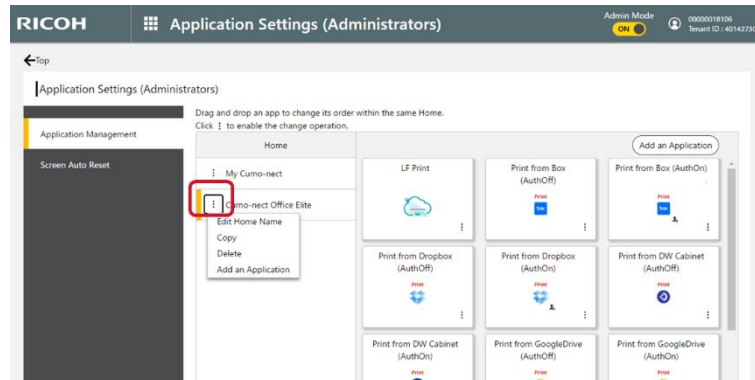 RICOH
Application Settings (Administrators)
Admin Mode
ON
00000018106
Tenant ID : 40142730
Top
Application Settings (Administrators)
Application Management
Screen Auto Reset
Drag and drop an app to change its order within the same Home.
Click ⋮ to enable the change operation.
Home
My Cumo-nect
Cumo-nect Office Elite
Edit Home Name
Copy
Delete
Add an Application
Add an Application
LF Print
Print from Box
(AuthOff)
Print
box
Print from Box (AuthOn)
Print
box
Print from Dropbox
(AuthOff)
Print
Print from Dropbox
(AuthOn)
Print
Print from DW Cabinet
(AuthOff)
Print
Print from DW Cabinet
(AuthOn)
Print
Print from GoogleDrive
(AuthOff)
Print
Print from GoogleDrive
(AuthOn)
Print